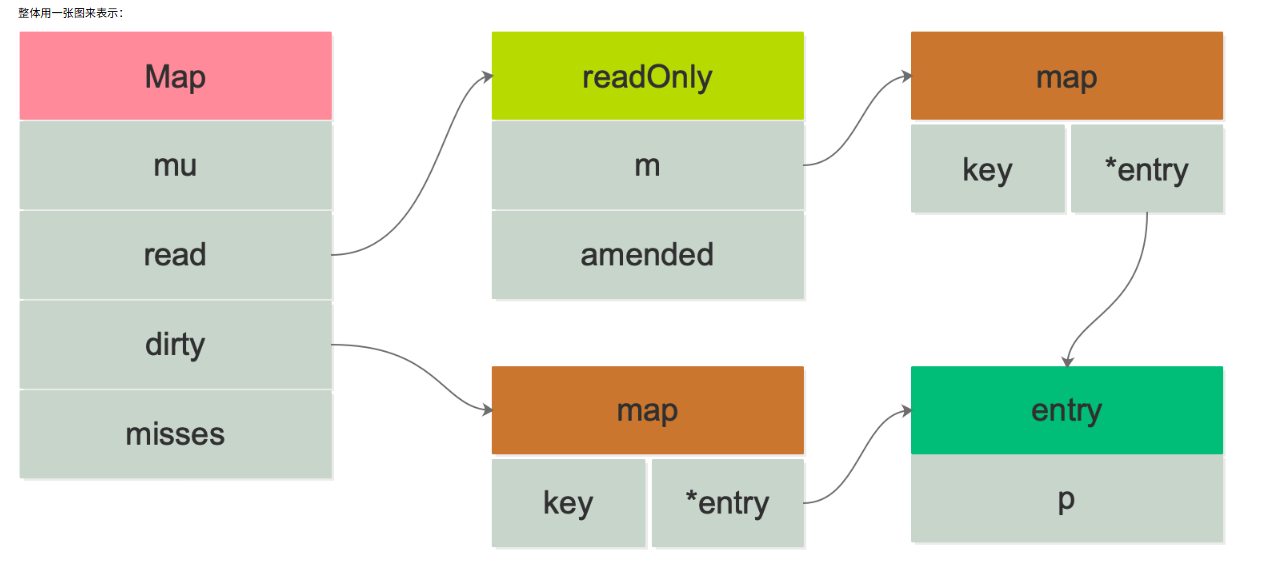 整体用一张图来表示：
Map
mu
read
dirty
misses
readOnly
m
amended
map
key *entry
map
key *entry
entry
p